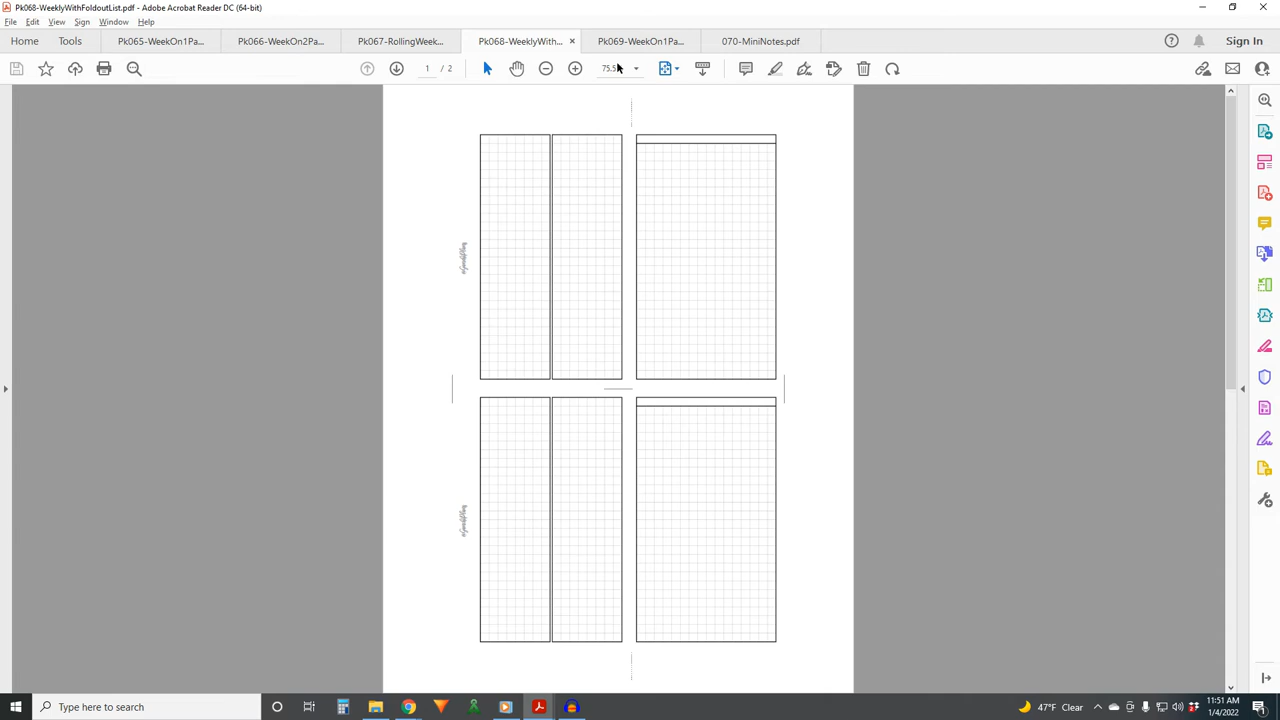 Pk068-WeeklyWithFoldoutList.pdf - Adobe Acrobat Reader DC (64-bit)
File Edit View Sign Window Help
Home Tools Pk065-WeekOn1Pa... Pk066-WeekOn2Pa... Pk067-RollingWeek... Pk068-WeeklyWith... × Pk069-WeekOn1Pa... 070-MiniNotes.pdf Sign In
1 / 2 75.5
Type here to search
47°F Clear
11:51 AM
1/4/2022